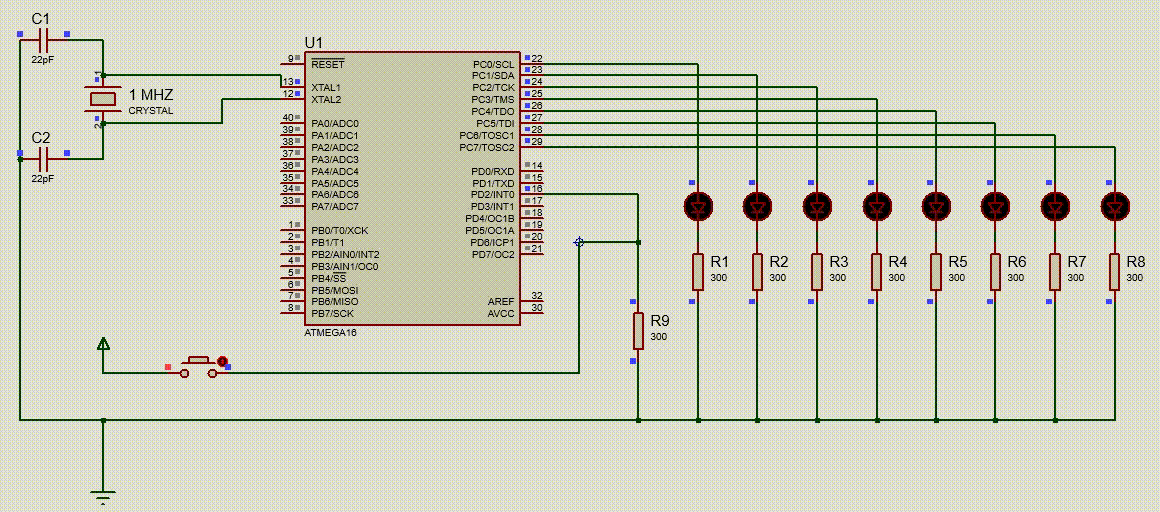 C1
22pF
1
1 MHZ
CRYSTAL
2
C2
22pF
U1
9 RESET
13 XTAL1
12 XTAL2
40 PA0/ADC0
39 PA1/ADC1
38 PA2/ADC2
37 PA3/ADC3
36 PA4/ADC4
35 PA5/ADC5
34 PA6/ADC6
33 PA7/ADC7
1 PB0/T0/XCK
2 PB1/T1
3 PB2/AIN0/INT2
4 PB3/AIN1/OC0
5 PB4/SS
6 PB5/MOSI
7 PB6/MISO
8 PB7/SCK
PC0/SCL 22
PC1/SDA 23
PC2/TCK 24
PC3/TMS 25
PC4/TDO 26
PC5/TDI 27
PC6/TOSC1 28
PC7/TOSC2 29
PD0/RXD 14
PD1/TXD 15
PD2/INT0 16
PD3/INT1 17
PD4/OC1B 18
PD5/OC1A 19
PD6/ICP1 20
PD7/OC2 21
AREF 32
AVCC 30
ATMEGA16
R1
300
R2
300
R3
300
R4
300
R5
300
R6
300
R7
300
R8
300
R9
300